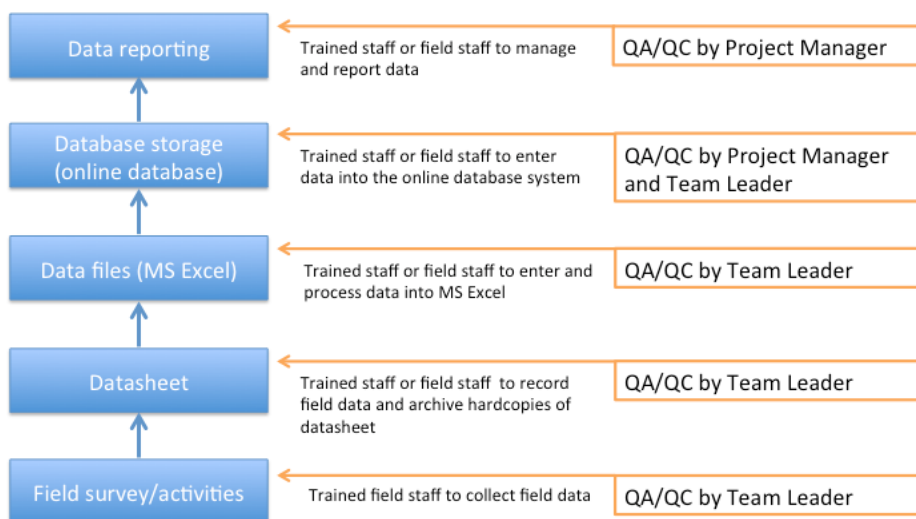 Data reporting
Trained staff or field staff to manage
and report data
QA/QC by Project Manager
Database storage
(online database)
Trained staff or field staff to enter
data into the online database system
QA/QC by Project Manager
and Team Leader
Data files (MS Excel)
Trained staff or field staff to enter and
process data into MS Excel
QA/QC by Team Leader
Datasheet
Trained staff or field staff to record
field data and archive hardcopies of
datasheet
QA/QC by Team Leader
Field survey/activities
Trained field staff to collect field data
QA/QC by Team Leader